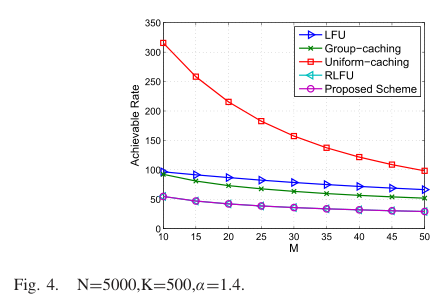 350
300
250
200
150
100
50
0
10 15 20 25 30 35 40 45 50
Achievable Rate
M
LFU
Group−caching
Uniform−caching
RLFU
Proposed Scheme
Fig. 4. N=5000,K=500,α=1.4.